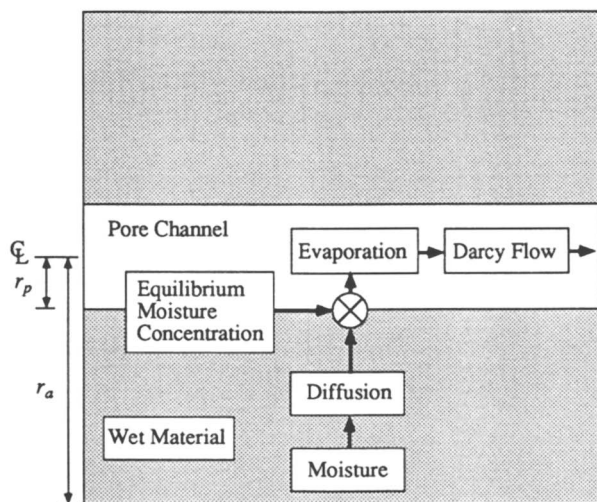 Pore Channel
Evaporation
Darcy Flow
℄
r_p
Equilibrium
Moisture
Concentration
r_a
Diffusion
Wet Material
Moisture